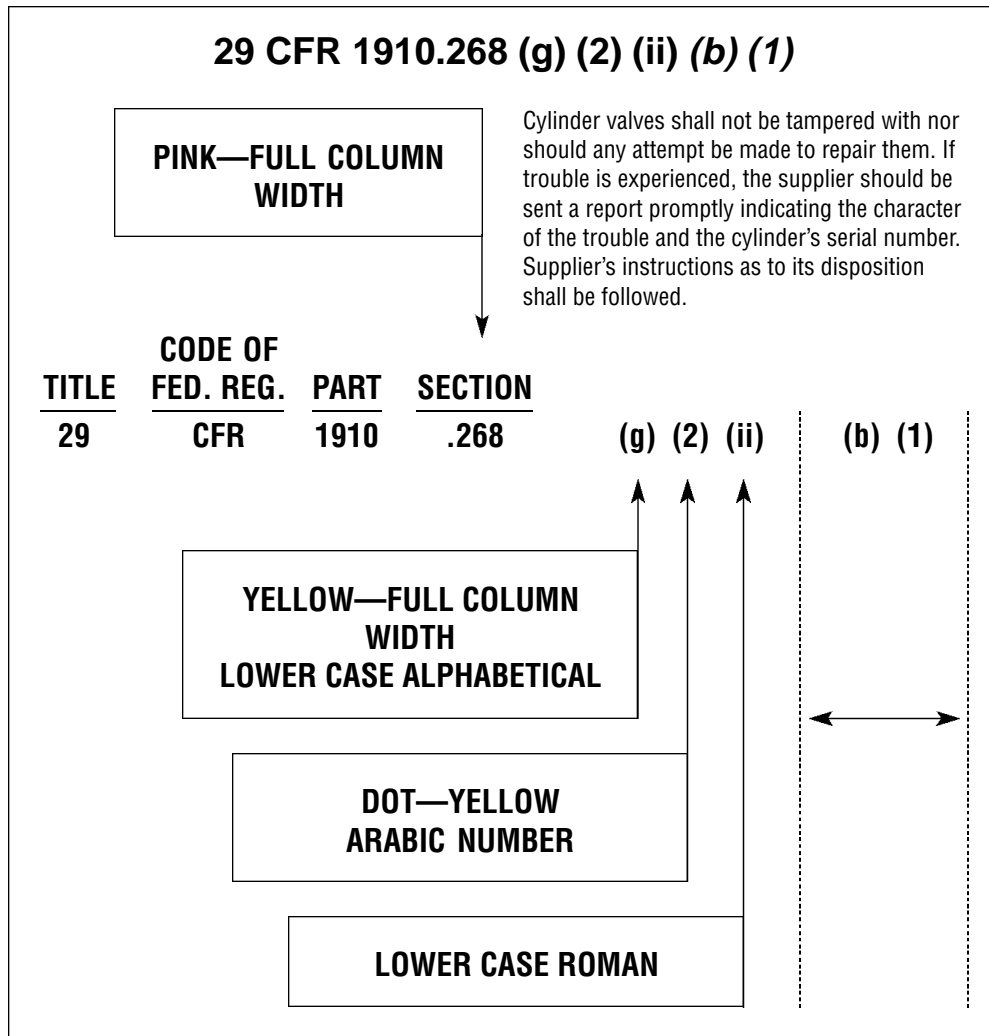 29 CFR 1910.268 (g) (2) (ii) (b) (1)
PINK—FULL COLUMN
WIDTH
Cylinder valves shall not be tampered with nor
should any attempt be made to repair them. If
trouble is experienced, the supplier should be
sent a report promptly indicating the character
of the trouble and the cylinder’s serial number.
Supplier’s instructions as to its disposition
shall be followed.
CODE OF
TITLE FED. REG. PART SECTION
29 CFR 1910 .268 (g) (2) (ii) (b) (1)
YELLOW—FULL COLUMN
WIDTH
LOWER CASE ALPHABETICAL
DOT—YELLOW
ARABIC NUMBER
LOWER CASE ROMAN